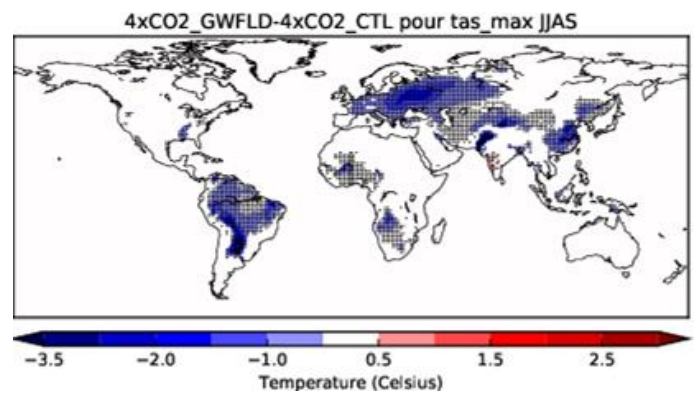 4xCO2_GWFLD-4xCO2_CTL pour tas_max JJAS
−3.5 −2.0 −1.0 0.5 1.5 2.5
Temperature (Celsius)